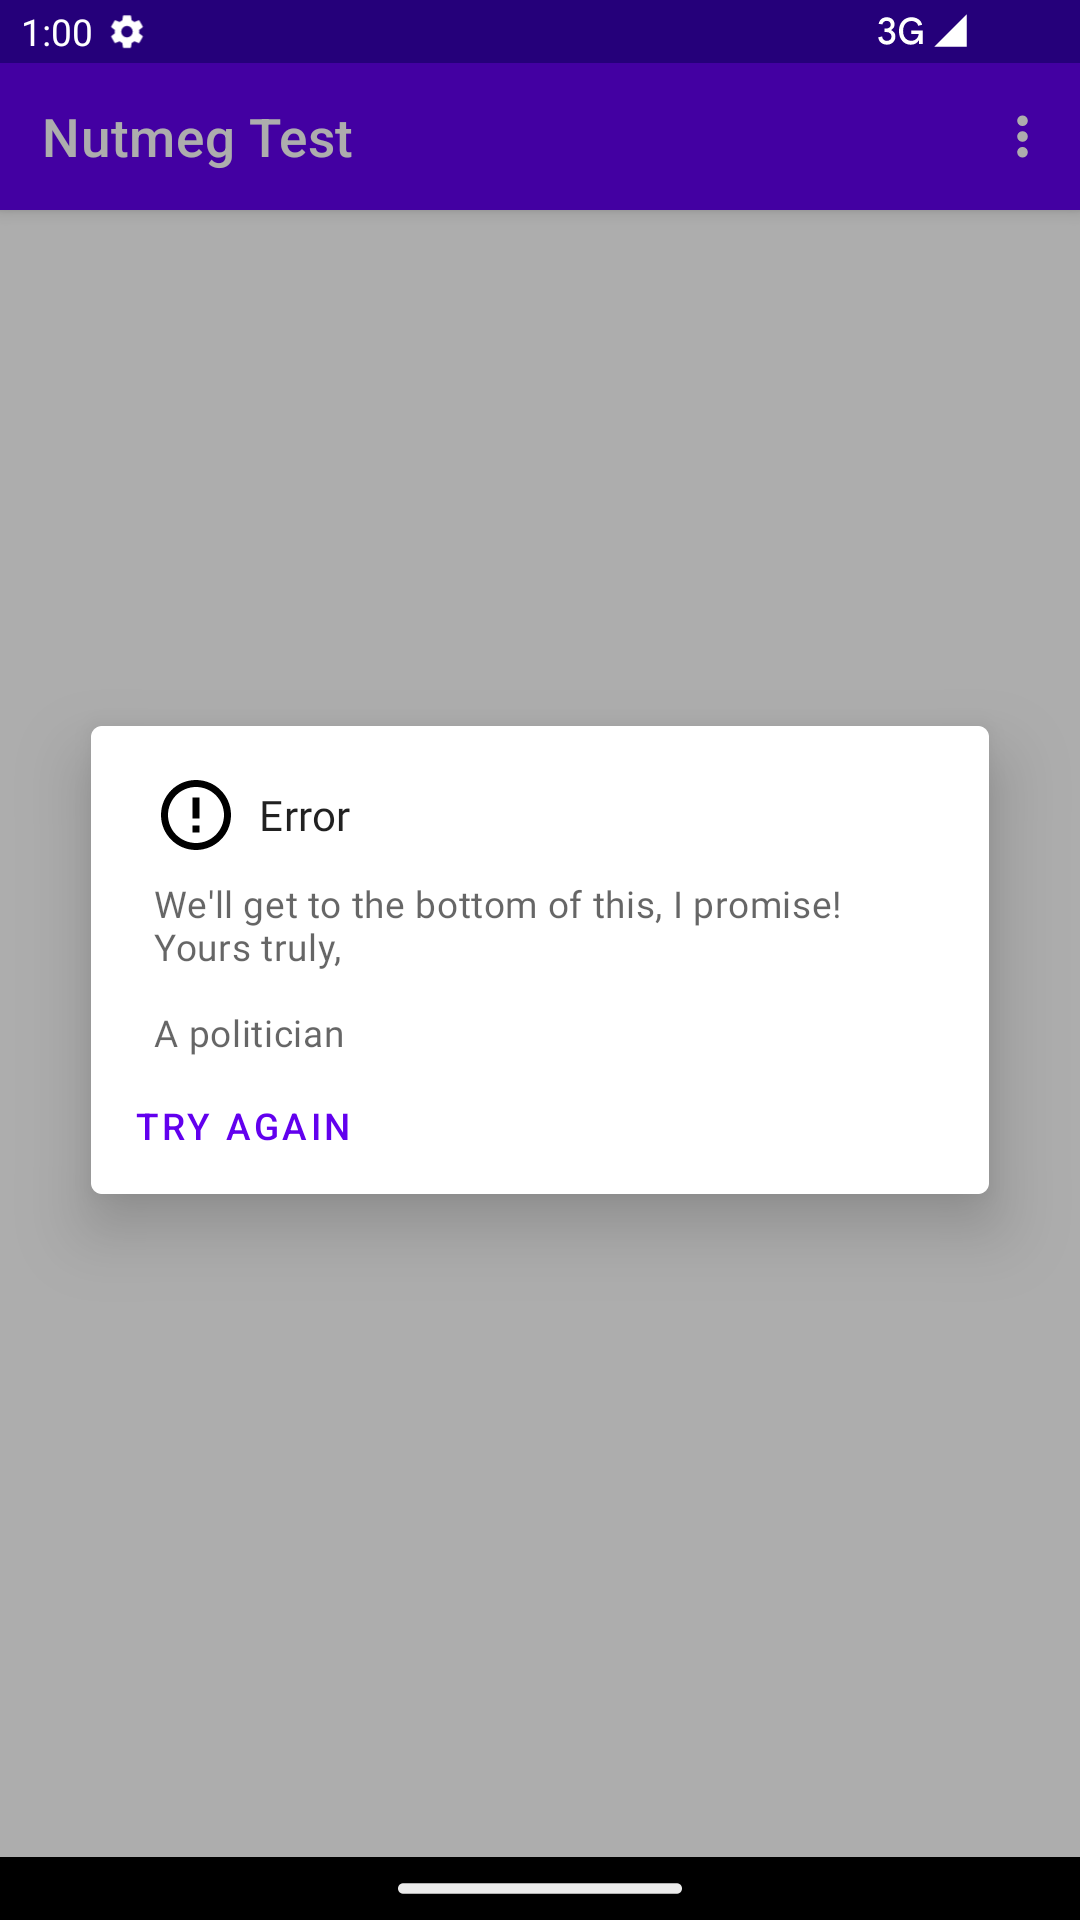 1:00
3G
Nutmeg Test
Error
We'll get to the bottom of this, I promise!
Yours truly,
A politician
TRY AGAIN